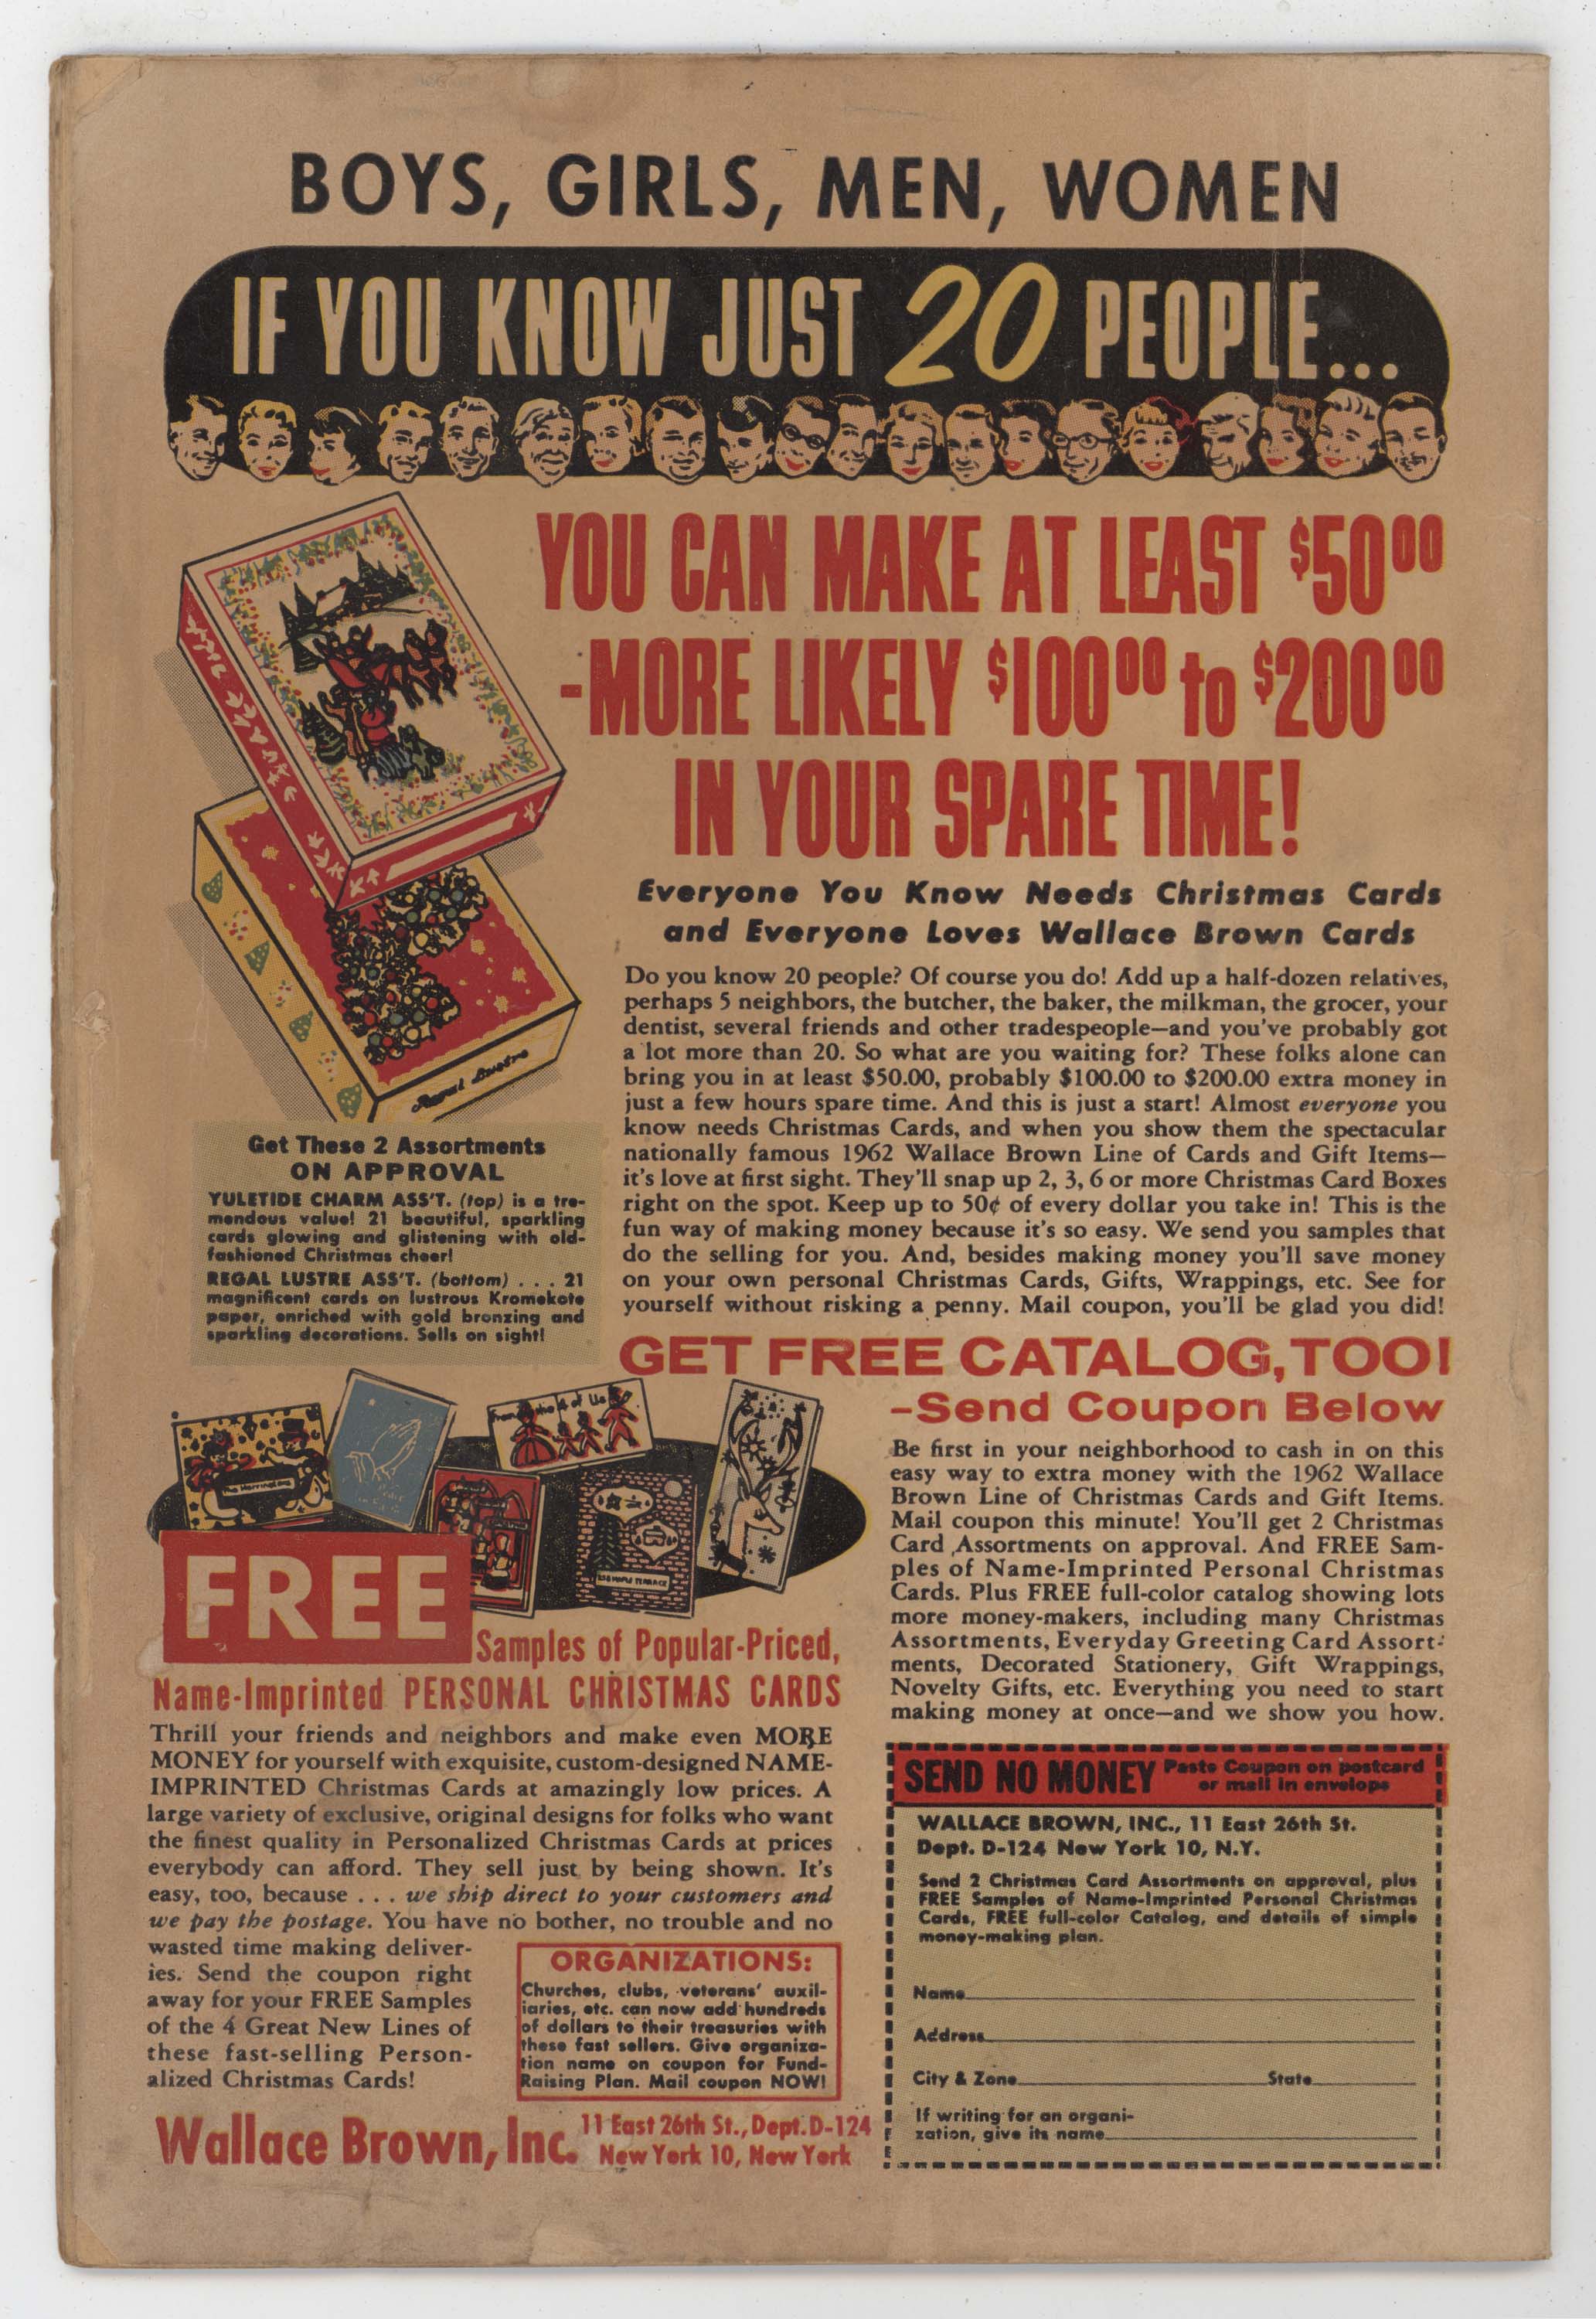 BOYS, GIRLS, MEN, WOMEN
IF YOU KNOW JUST 20 PEOPLE...
YOU CAN MAKE AT LEAST $50⁰⁰
-MORE LIKELY $100⁰⁰ to $200⁰⁰
IN YOUR SPARE TIME!
Everyone You Know Needs Christmas Cards
and Everyone Loves Wallace Brown Cards
Do you know 20 people? Of course you do! Add up a half-dozen relatives,
perhaps 5 neighbors, the butcher, the baker, the milkman, the grocer, your
dentist, several friends and other tradespeople—and you've probably got
a lot more than 20. So what are you waiting for? These folks alone can
bring you in at least $50.00, probably $100.00 to $200.00 extra money in
just a few hours spare time. And this is just a start! Almost everyone you
know needs Christmas Cards, and when you show them the spectacular
nationally famous 1962 Wallace Brown Line of Cards and Gift Items—
it's love at first sight. They'll snap up 2, 3, 6 or more Christmas Card Boxes
right on the spot. Keep up to 50¢ of every dollar you take in! This is the
fun way of making money because it's so easy. We send you samples that
do the selling for you. And, besides making money you'll save money
on your own personal Christmas Cards, Gifts, Wrappings, etc. See for
yourself without risking a penny. Mail coupon, you'll be glad you did!
Regal Lustre
Get These 2 Assortments
ON APPROVAL
YULETIDE CHARM ASS'T. (top) is a tre-
mendous value! 21 beautiful, sparkling
cards glowing and glistening with old-
fashioned Christmas cheer!
REGAL LUSTRE ASS'T. (bottom) . . . 21
magnificent cards on lustrous Kromekote
paper, enriched with gold bronzing and
sparkling decorations. Sells on sight!
GET FREE CATALOG, TOO!
-Send Coupon Below
Be first in your neighborhood to cash in on this
easy way to extra money with the 1962 Wallace
Brown Line of Christmas Cards and Gift Items.
Mail coupon this minute! You'll get 2 Christmas
Card Assortments on approval. And FREE Sam-
ples of Name-Imprinted Personal Christmas
Cards. Plus FREE full-color catalog showing lots
more money-makers, including many Christmas
Assortments, Everyday Greeting Card Assort-
ments, Decorated Stationery, Gift Wrappings,
Novelty Gifts, etc. Everything you need to start
making money at once—and we show you how.
The Harringtons
From the 4 of Us
228 MAPLE TERRACE
FREE
Samples of Popular-Priced,
Name-Imprinted PERSONAL CHRISTMAS CARDS
Thrill your friends and neighbors and make even MORE
MONEY for yourself with exquisite, custom-designed NAME-
IMPRINTED Christmas Cards at amazingly low prices. A
large variety of exclusive, original designs for folks who want
the finest quality in Personalized Christmas Cards at prices
everybody can afford. They sell just by being shown. It's
easy, too, because . . . we ship direct to your customers and
we pay the postage. You have no bother, no trouble and no
wasted time making deliver-
ies. Send the coupon right
away for your FREE Samples
of the 4 Great New Lines of
these fast-selling Person-
alized Christmas Cards!
ORGANIZATIONS:
Churches, clubs, veterans' auxil-
iaries, etc. can now add hundreds
of dollars to their treasuries with
these fast sellers. Give organiza-
tion name on coupon for Fund-
Raising Plan. Mail coupon NOW!
Wallace Brown, Inc.
11 East 26th St., Dept. D-124
New York 10, New York
SEND NO MONEY
Paste Coupon on postcard
or mail in envelope
WALLACE BROWN, INC., 11 East 26th St.
Dept. D-124 New York 10, N.Y.
Send 2 Christmas Card Assortments on approval, plus
FREE Samples of Name-Imprinted Personal Christmas
Cards, FREE full-color Catalog, and details of simple
money-making plan.
Name
Address
City & Zone State
If writing for an organi-
zation, give its name